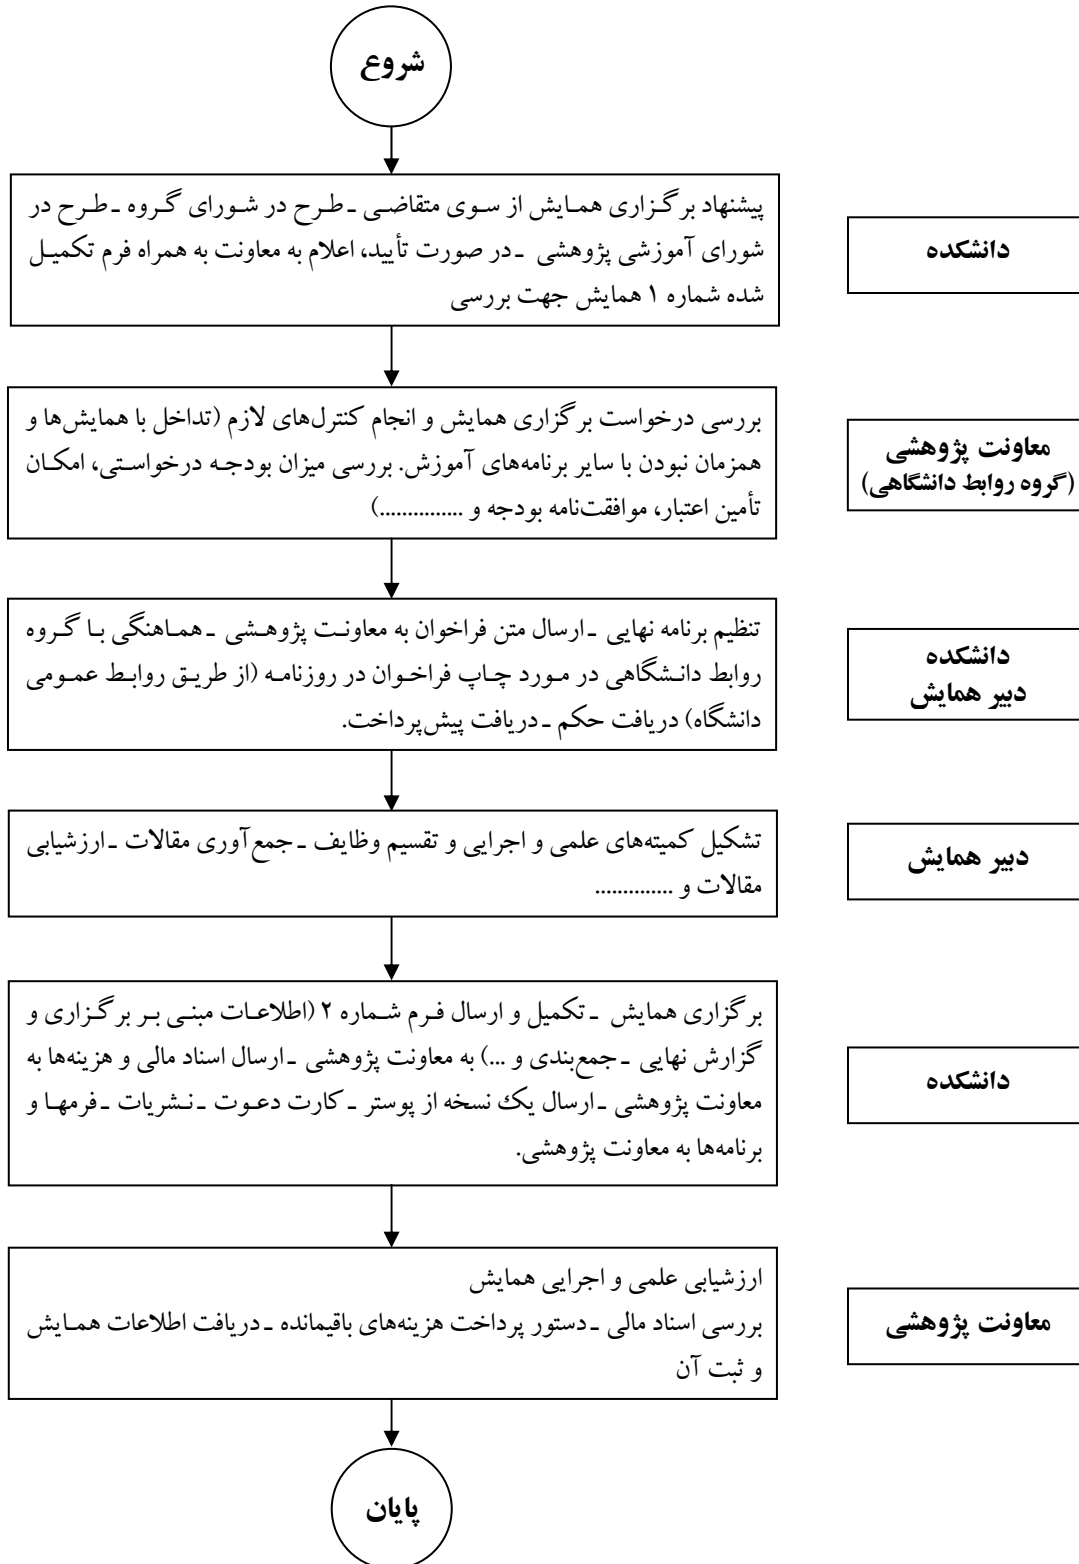 شروع
پیشنهاد برگزاری همایش از سوی متقاضی ـ طرح در شورای گروه ـ طرح در
شورای آموزشی پژوهشی ـ در صورت تأیید، اعلام به معاونت به همراه فرم تکمیل
شده شماره ۱ همایش جهت بررسی
دانشکده
بررسی درخواست برگزاری همایش و انجام کنترل‌های لازم (تداخل با همایش‌ها و
همزمان نبودن با سایر برنامه‌های آموزش. بررسی میزان بودجه درخواستی، امکان
تأمین اعتبار، موافقت‌نامه بودجه و ...............)
معاونت پژوهشی
(گروه روابط دانشگاهی)
تنظیم برنامه نهایی ـ ارسال متن فراخوان به معاونت پژوهشی ـ هماهنگی با گروه
روابط دانشگاهی در مورد چاپ فراخوان در روزنامه (از طریق روابط عمومی
دانشگاه) دریافت حکم ـ دریافت پیش‌پرداخت.
دانشکده
دبیر همایش
تشکیل کمیته‌های علمی و اجرایی و تقسیم وظایف ـ جمع‌آوری مقالات ـ ارزشیابی
مقالات و ..............
دبیر همایش
برگزاری همایش ـ تکمیل و ارسال فرم شماره ۲ (اطلاعات مبنی بر برگزاری و
گزارش نهایی ـ جمع‌بندی و ...) به معاونت پژوهشی ـ ارسال اسناد مالی و هزینه‌ها به
معاونت پژوهشی ـ ارسال یک نسخه از پوستر ـ کارت دعوت ـ نشریات ـ فرمها و
برنامه‌ها به معاونت پژوهشی.
دانشکده
ارزشیابی علمی و اجرایی همایش
بررسی اسناد مالی ـ دستور پرداخت هزینه‌های باقیمانده ـ دریافت اطلاعات همایش
و ثبت آن
معاونت پژوهشی
پایان